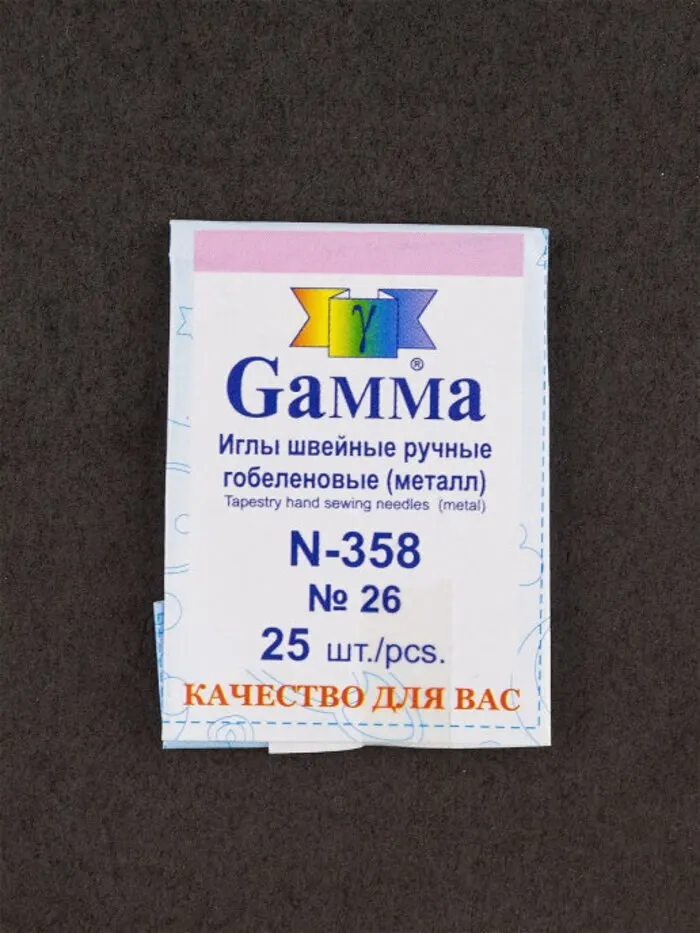 γ
Gамма®
Иглы швейные ручные
гобеленовые (металл)
Tapestry hand sewing needles (metal)
N-358
№ 26
25 шт./pcs.
КАЧЕСТВО ДЛЯ ВАС